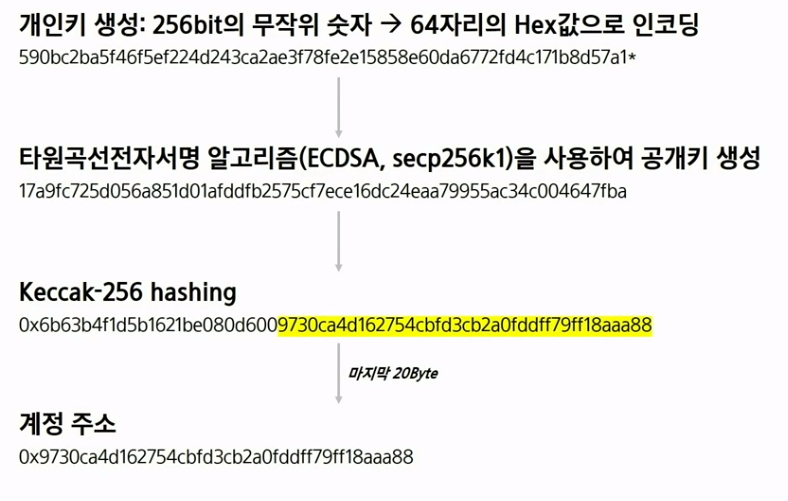 개인키 생성: 256bit의 무작위 숫자 → 64자리의 Hex값으로 인코딩
590bc2ba5f46f5ef224d243ca2ae3f78fe2e15858e60da6772fd4c171b8d57a1*
타원곡선전자서명 알고리즘(ECDSA, secp256k1)을 사용하여 공개키 생성
17a9fc725d056a851d01afddfb2575cf7ece16dc24eaa79955ac34c004647fba
Keccak-256 hashing
0x6b63b4f1d5b1621be080d6009730ca4d162754cbfd3cb2a0fddff79ff18aaa88
마지막 20Byte
계정 주소
0x9730ca4d162754cbfd3cb2a0fddff79ff18aaa88